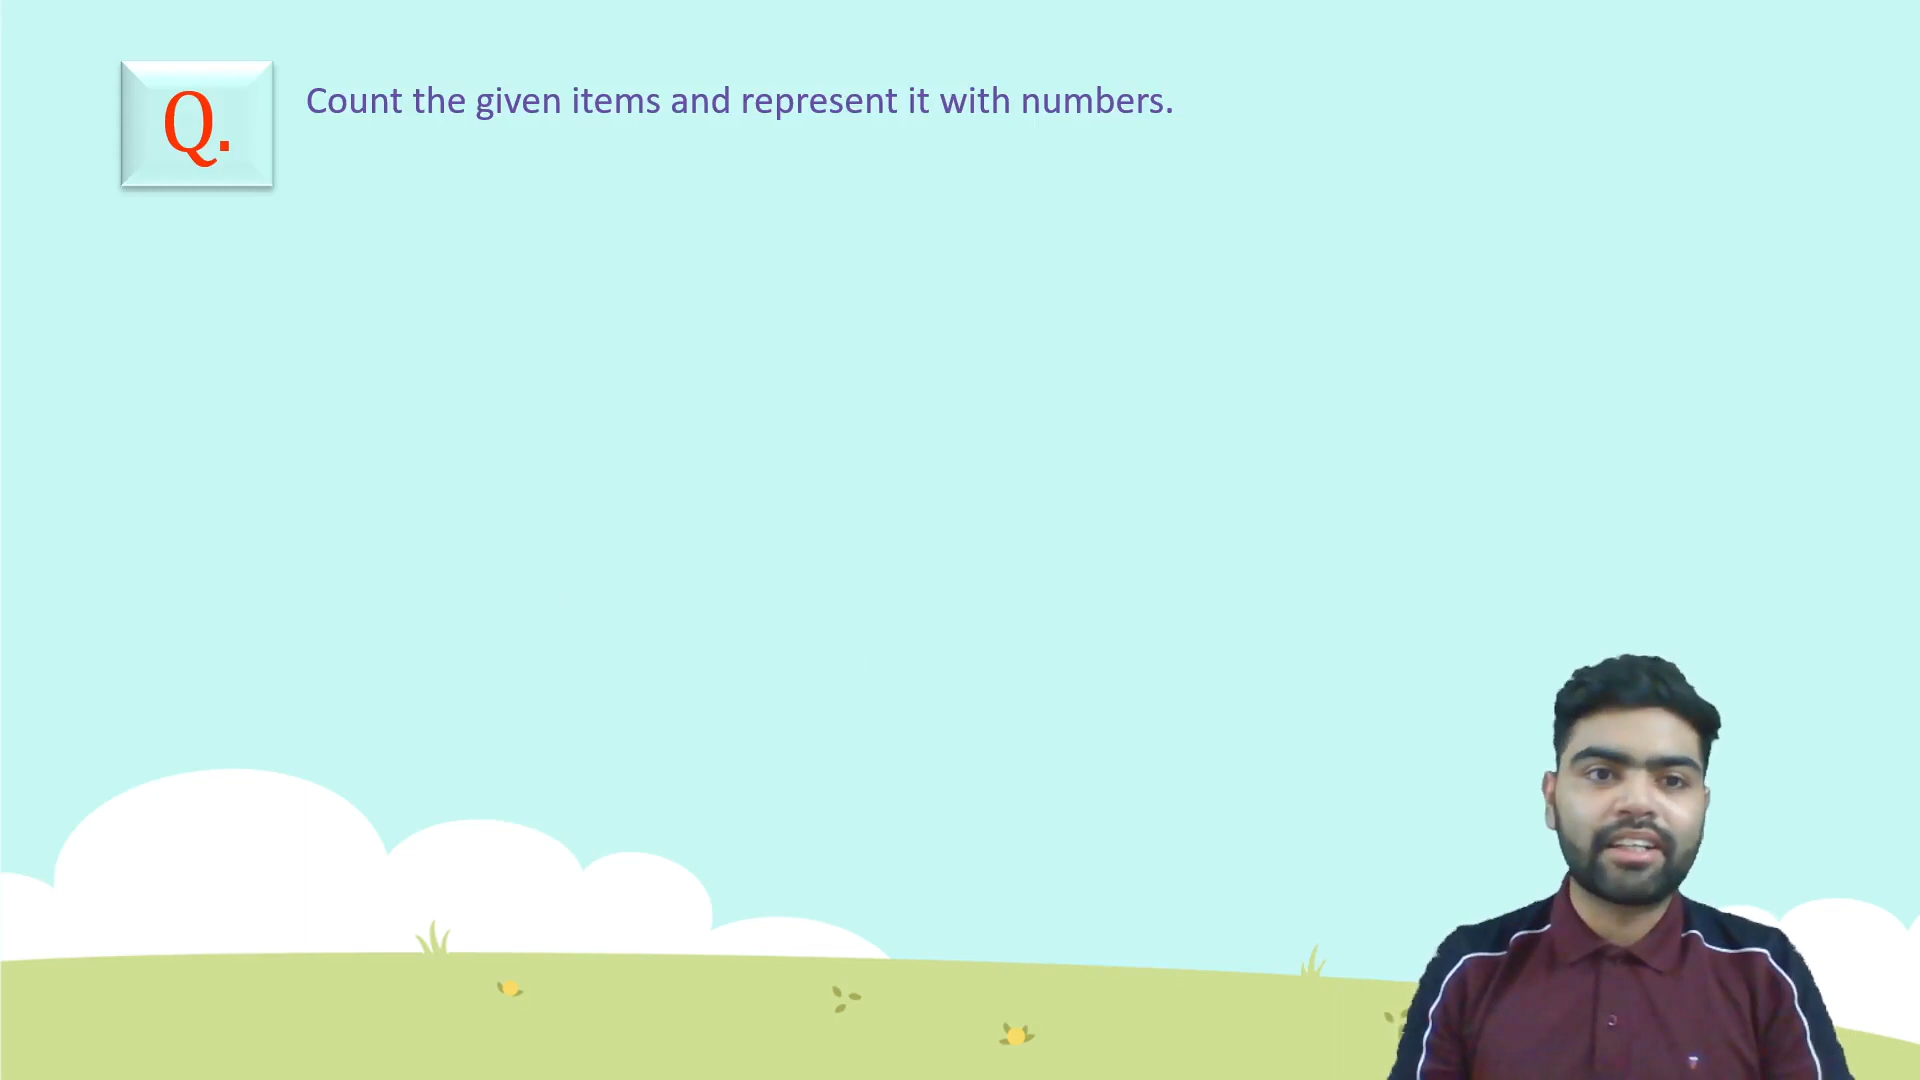 Q.
Count the given items and represent it with numbers.